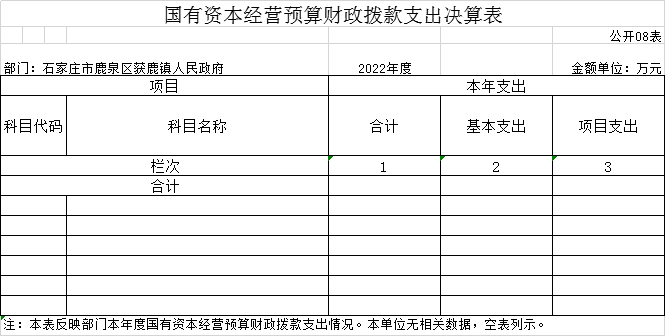 国有资本经营预算财政拨款支出决算表
公开08表
部门：石家庄市鹿泉区获鹿镇人民政府 2022年度 金额单位：万元
项目 本年支出
科目代码 科目名称 合计 基本支出 项目支出
栏次 1 2 3
合计
注：本表反映部门本年度国有资本经营预算财政拨款支出情况。本单位无相关数据，空表列示。